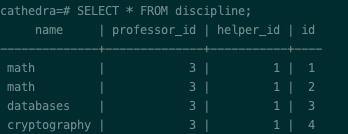 cathedra=# SELECT * FROM discipline;
     name     | professor_id | helper_id | id
--------------+--------------+-----------+----
 math         |            3 |         1 |  1
 math         |            3 |         1 |  2
 databases    |            3 |         1 |  3
 cryptography |            3 |         1 |  4